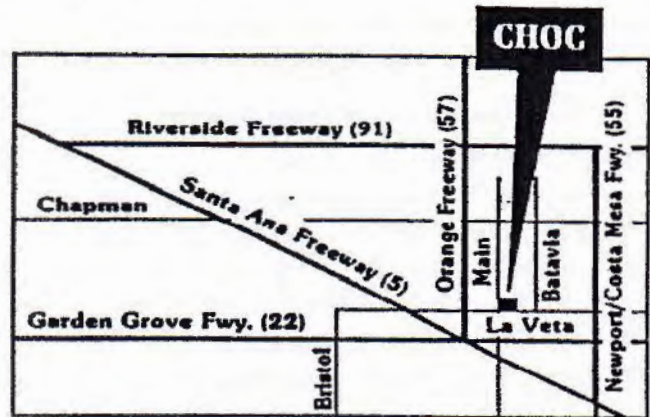 CHOC
Riverside Freeway (91)
Orange Freeway (57)
Newport/Costa Mesa Fwy. (55)
Santa Ana Freeway (5)
Chapman
Main
Batavia
Garden Grove Fwy. (22)
La Veta
Bristol